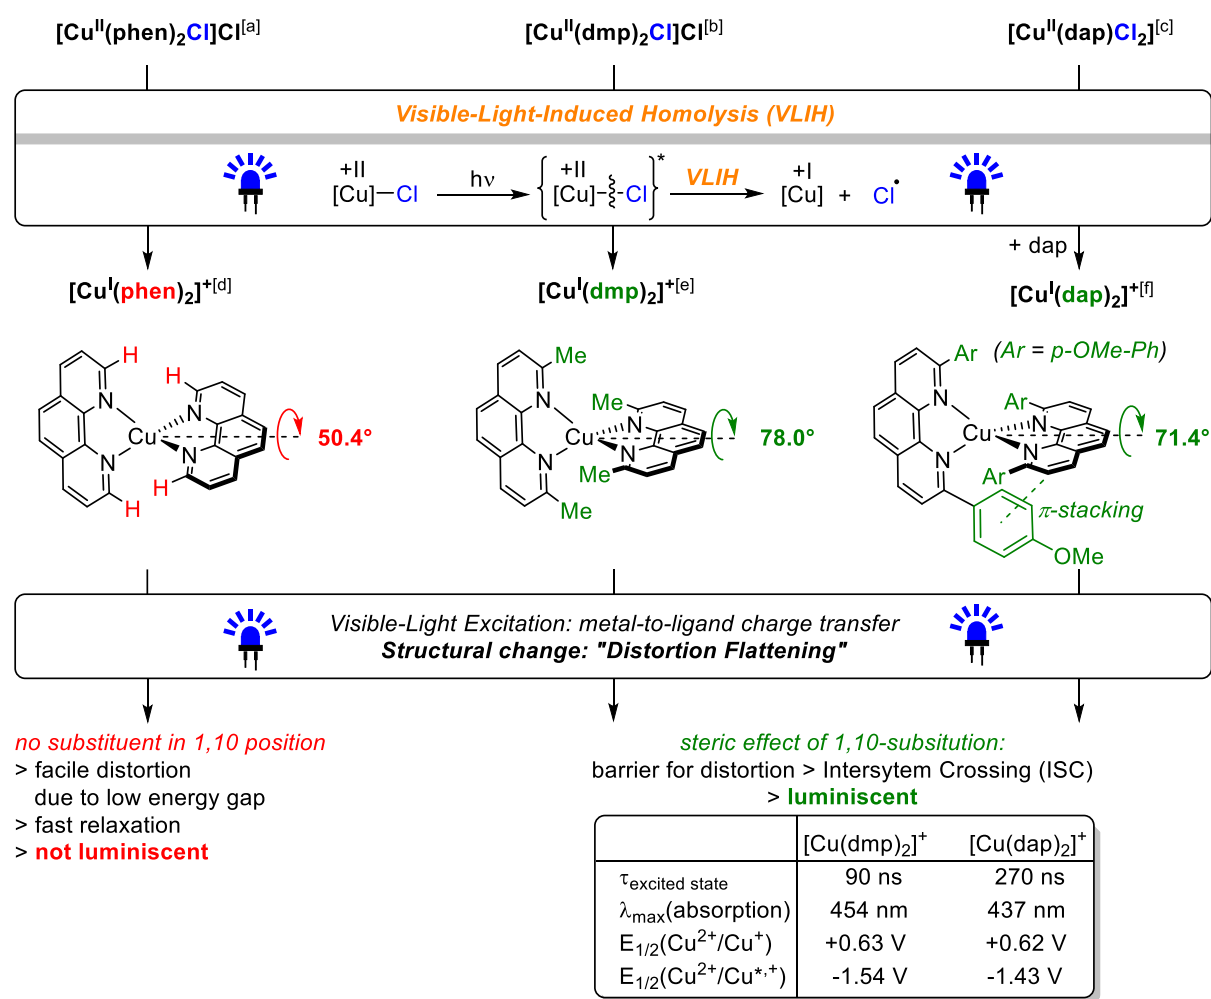 [Cu^II(phen)₂Cl]Cl[a]
[Cu^II(dmp)₂Cl]Cl[b]
[Cu^II(dap)Cl₂][c]
Visible-Light-Induced Homolysis (VLIH)
+II
[Cu]—Cl
hν
+II
[Cu] Cl
*
VLIH
+I
[Cu] + Cl•
+ dap
[Cu^I(phen)₂]⁺[d]
[Cu^I(dmp)₂]⁺[e]
[Cu^I(dap)₂]⁺[f]
H
H
N
N
Cu
N
N
H
H
50.4°
Me
Me
N
N
Cu
N
N
Me
Me
78.0°
Ar
(Ar = p-OMe-Ph)
Ar
N
N
Cu
N
N
Ar
71.4°
π-stacking
OMe
Visible-Light Excitation: metal-to-ligand charge transfer
Structural change: "Distortion Flattening"
no substituent in 1,10 position
> facile distortion
due to low energy gap
> fast relaxation
> not luminiscent
steric effect of 1,10-subsitution:
barrier for distortion > Intersytem Crossing (ISC)
> luminiscent
[Cu(dmp)₂]⁺ [Cu(dap)₂]⁺
τexcited state 90 ns 270 ns
λmax(absorption) 454 nm 437 nm
E1/2(Cu²⁺/Cu⁺) +0.63 V +0.62 V
E1/2(Cu²⁺/Cu*,⁺) -1.54 V -1.43 V